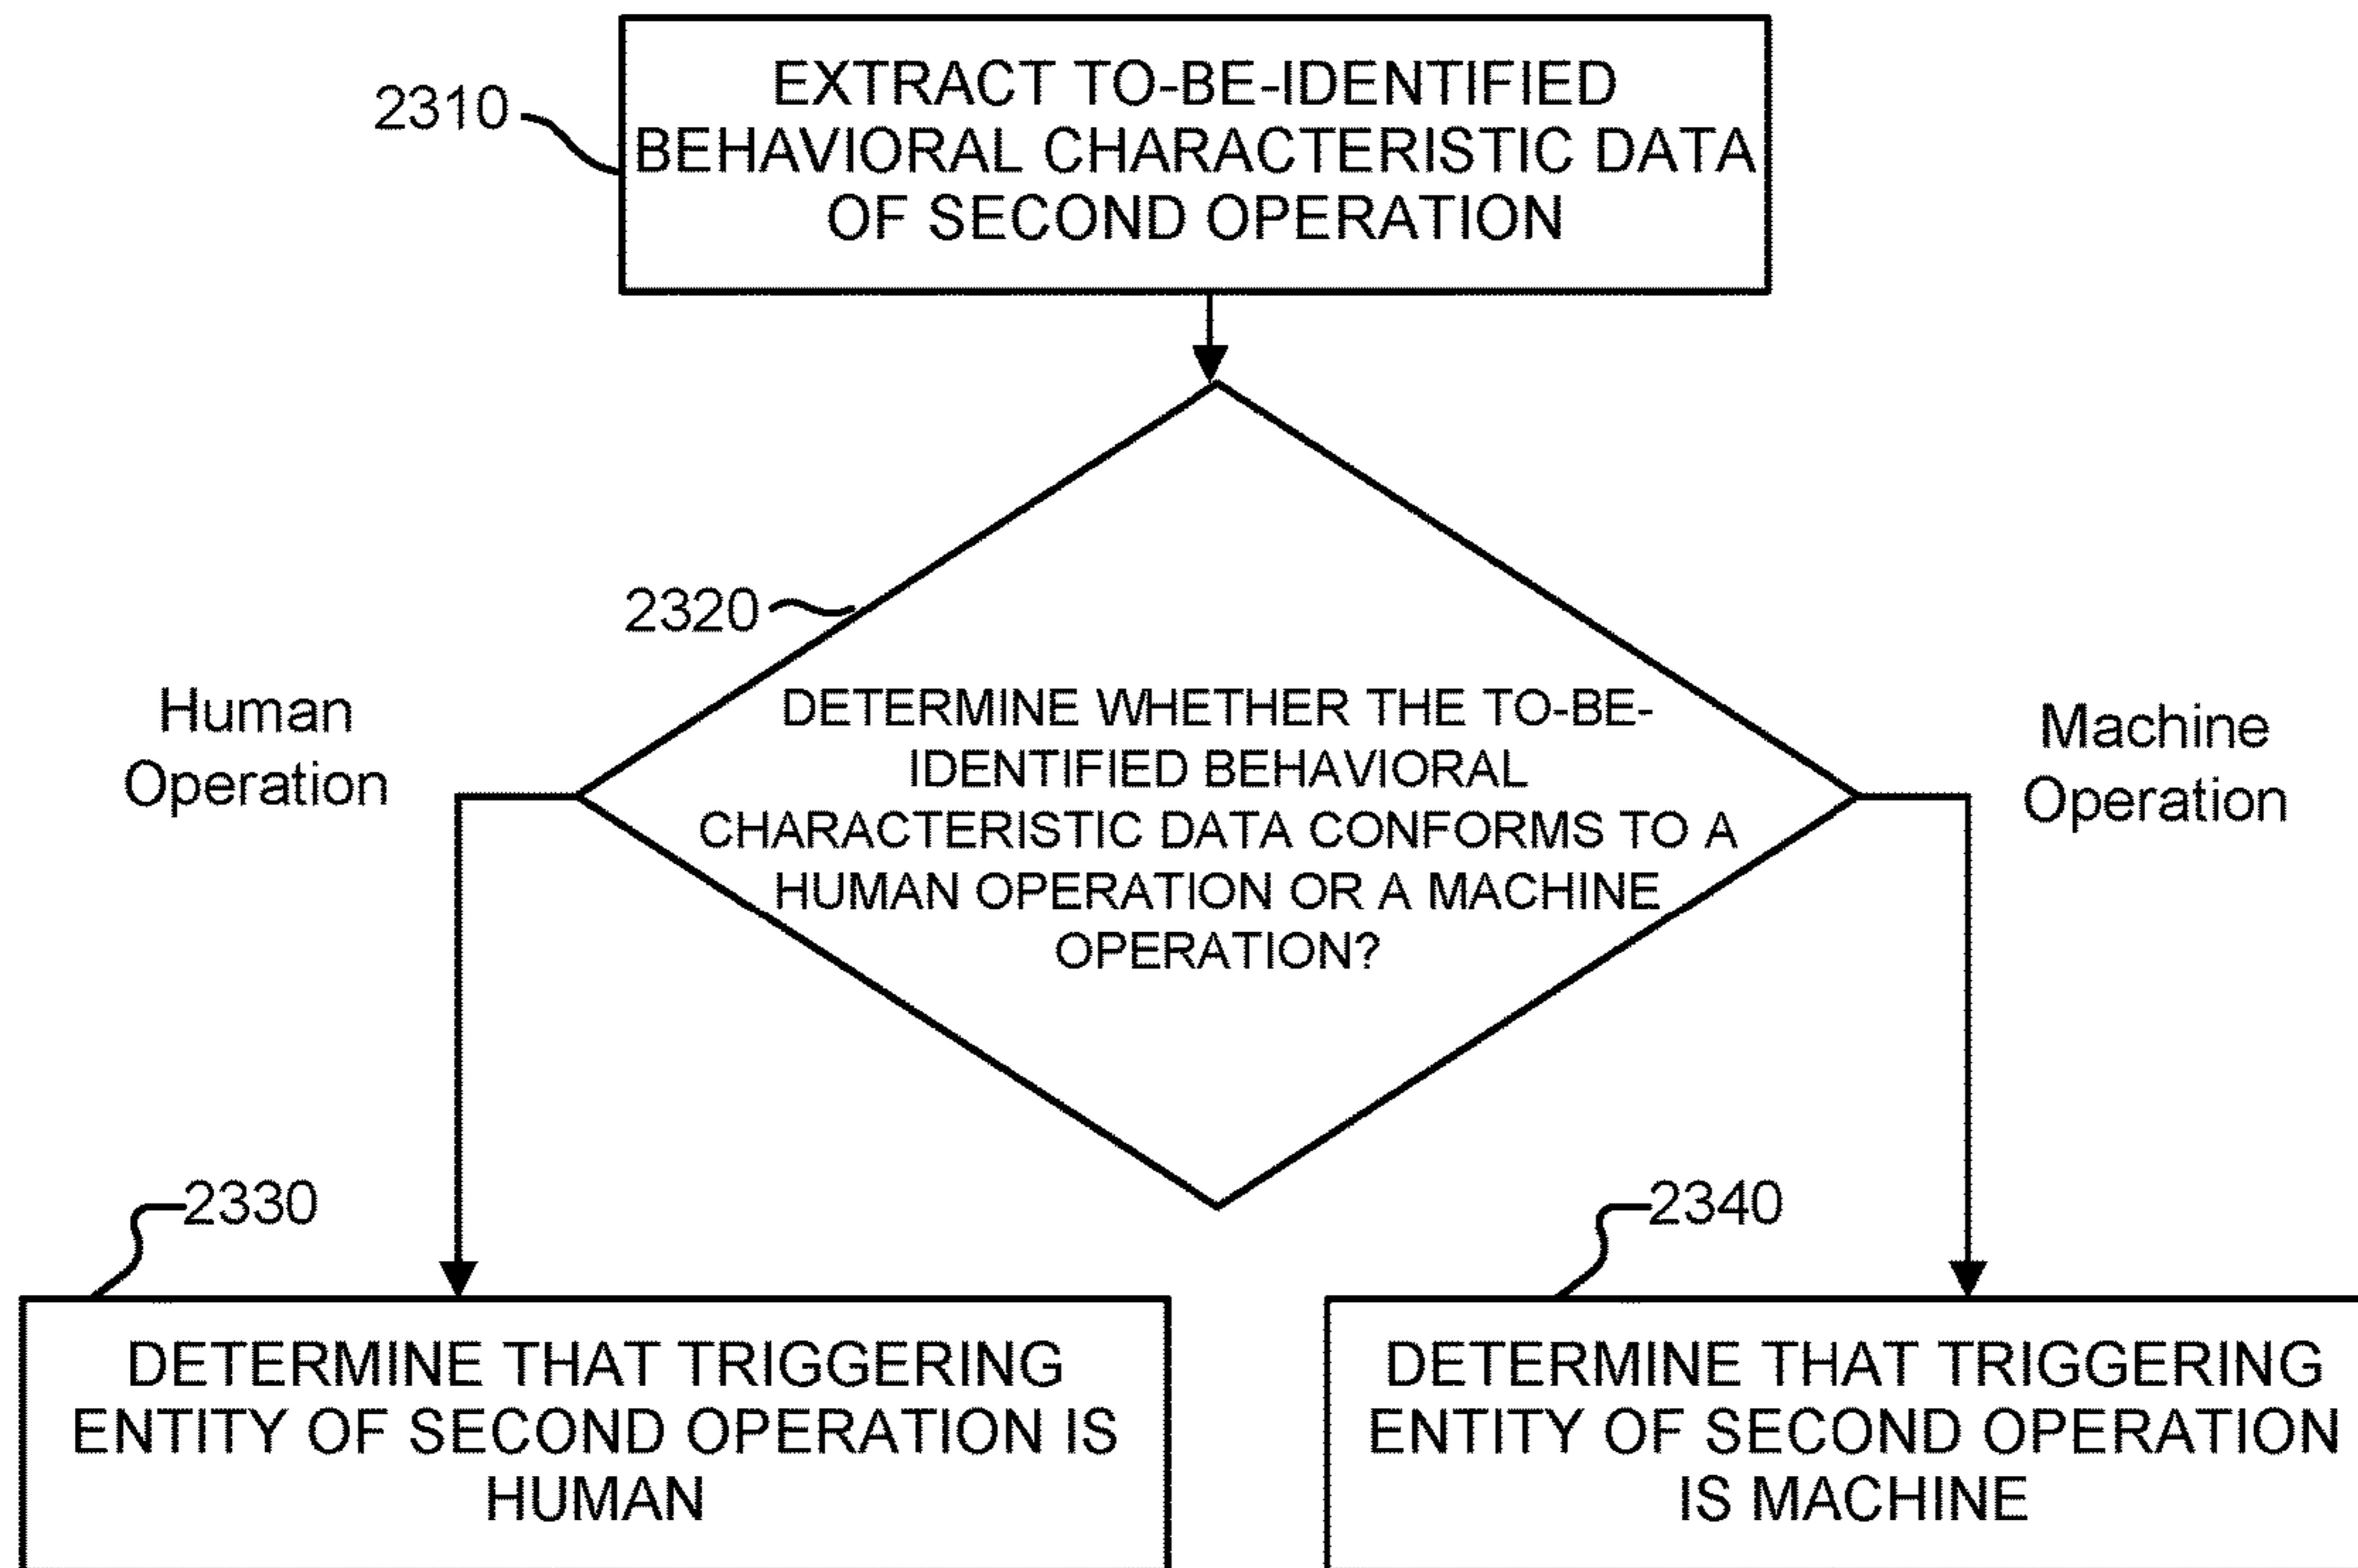 2310
EXTRACT TO-BE-IDENTIFIED
BEHAVIORAL CHARACTERISTIC DATA
OF SECOND OPERATION
2320
DETERMINE WHETHER THE TO-BE-
IDENTIFIED BEHAVIORAL
CHARACTERISTIC DATA CONFORMS TO A
HUMAN OPERATION OR A MACHINE
OPERATION?
Human
Operation
Machine
Operation
2330
DETERMINE THAT TRIGGERING
ENTITY OF SECOND OPERATION IS
HUMAN
2340
DETERMINE THAT TRIGGERING
ENTITY OF SECOND OPERATION
IS MACHINE